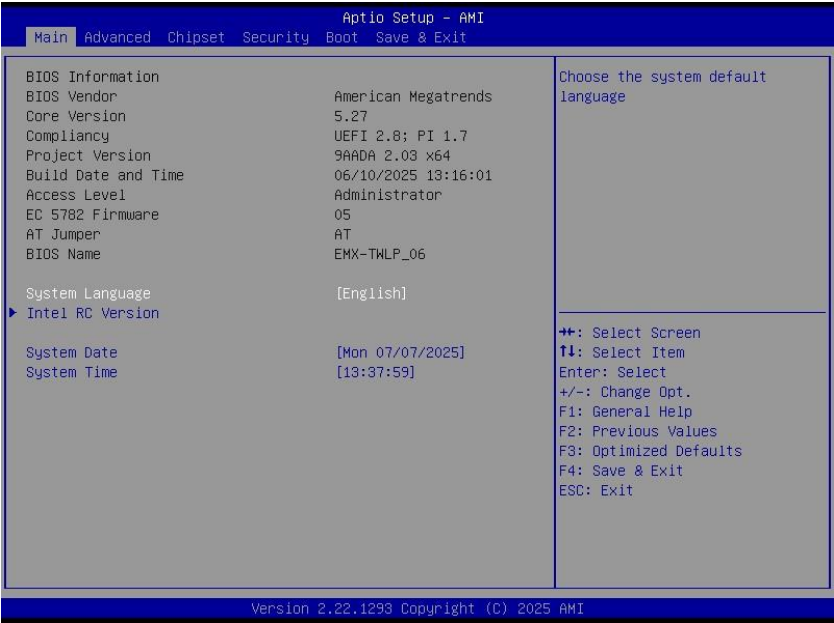 Aptio Setup - AMI
Main Advanced Chipset Security Boot Save & Exit
BIOS Information
BIOS Vendor American Megatrends
Core Version 5.27
Compliancy UEFI 2.8; PI 1.7
Project Version 9AADA 2.03 x64
Build Date and Time 06/10/2025 13:16:01
Access Level Administrator
EC 5782 Firmware 05
AT Jumper AT
BIOS Name EMX-TWLP_06
System Language [English]
Intel RC Version
System Date [Mon 07/07/2025]
System Time [13:37:59]
Choose the system default
language
→←: Select Screen
↑↓: Select Item
Enter: Select
+/-: Change Opt.
F1: General Help
F2: Previous Values
F3: Optimized Defaults
F4: Save & Exit
ESC: Exit
Version 2.22.1293 Copyright (C) 2025 AMI